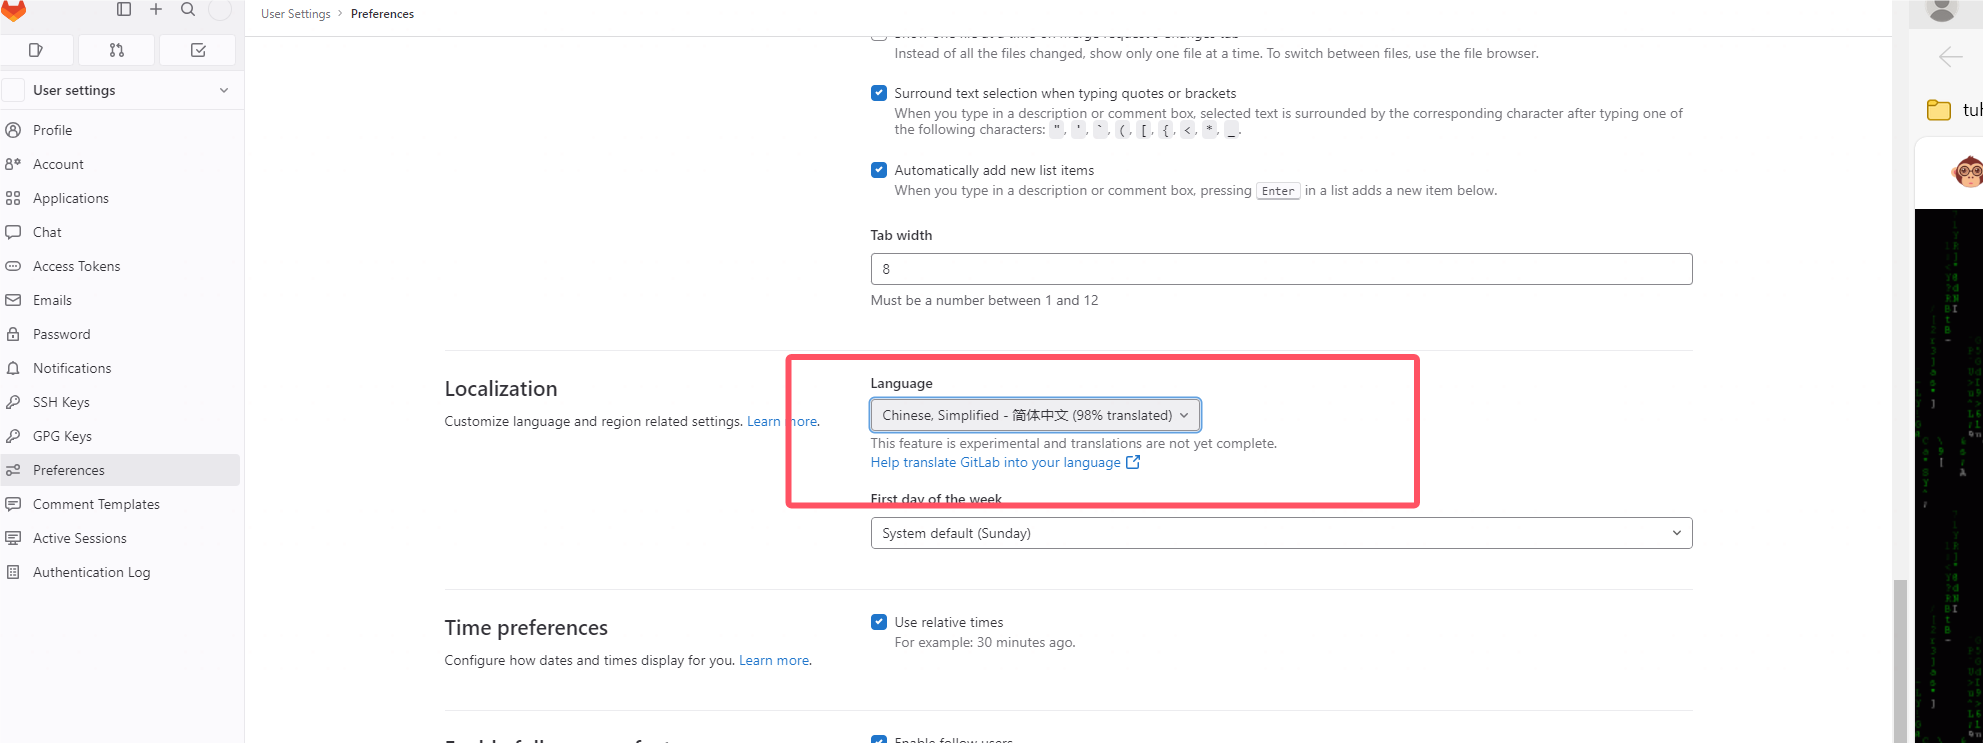 User Settings › Preferences
User settings
Profile
Account
Applications
Chat
Access Tokens
Emails
Password
Notifications
SSH Keys
GPG Keys
Preferences
Comment Templates
Active Sessions
Authentication Log
Instead of all the files changed, show only one file at a time. To switch between files, use the file browser.
Surround text selection when typing quotes or brackets
When you type in a description or comment box, selected text is surrounded by the corresponding character after typing one of
the following characters: ", ', `, (, [, {, <, *, _.
Automatically add new list items
When you type in a description or comment box, pressing Enter in a list adds a new item below.
Tab width
8
Must be a number between 1 and 12
Localization
Customize language and region related settings. Learn more.
Language
Chinese, Simplified - 简体中文 (98% translated)
This feature is experimental and translations are not yet complete.
Help translate GitLab into your language
First day of the week
System default (Sunday)
Time preferences
Configure how dates and times display for you. Learn more.
Use relative times
For example: 30 minutes ago.
Enable follow users